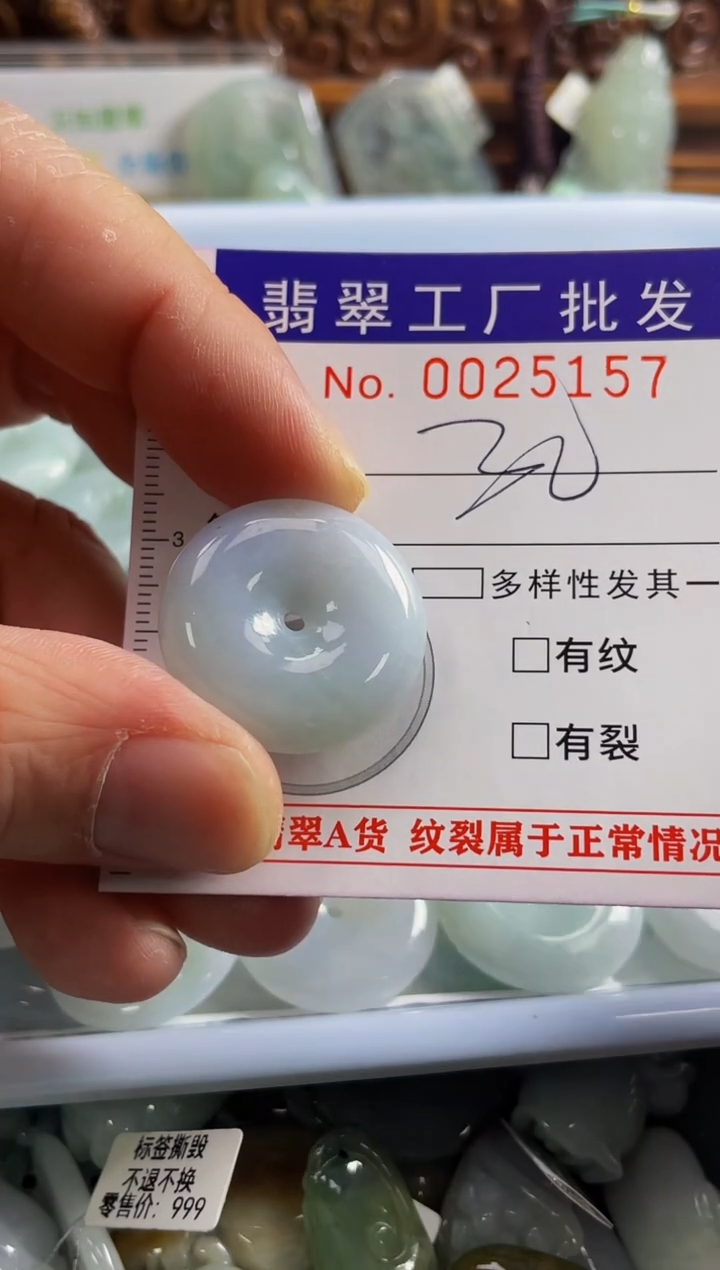 翡翠工厂批发
No. 0025157
3
多样性发其一
有纹
有裂
翡翠A货 纹裂属于正常情况
标签撕毁
不退不换
零售价：999